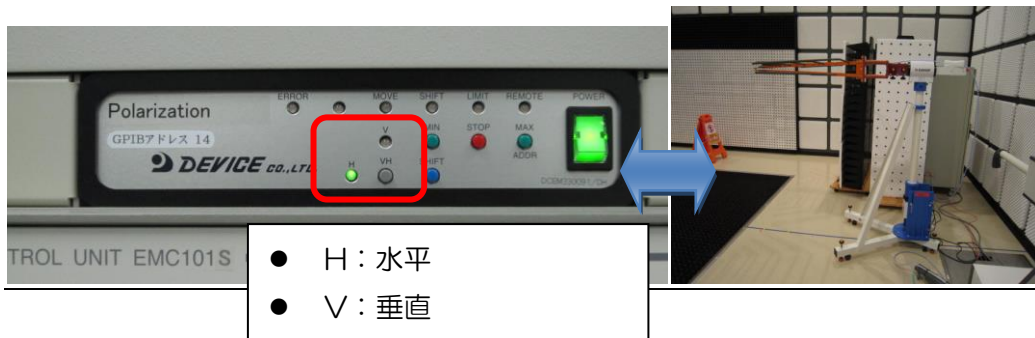 ERROR MOVE SHIFT LIMIT REMOTE POWER
Polarization
GPIBアドレス 14
V MIN STOP MAX
ADDR
DEVICE CO.,LTD
H VH SHIFT
TROL UNIT EMC101S
● H：水平
● V：垂直